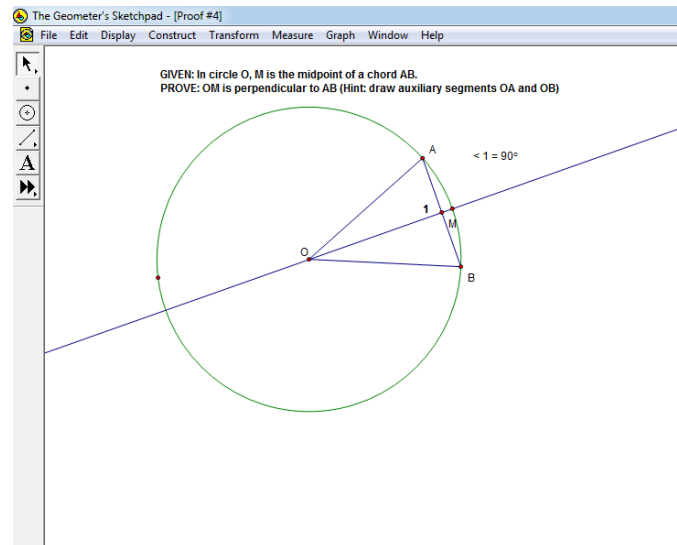 The Geometer's Sketchpad - [Proof #4]
File Edit Display Construct Transform Measure Graph Window Help
GIVEN: In circle O, M is the midpoint of a chord AB.
PROVE: OM is perpendicular to AB (Hint: draw auxiliary segments OA and OB)
A
< 1 = 90°
A
1
M
O
B